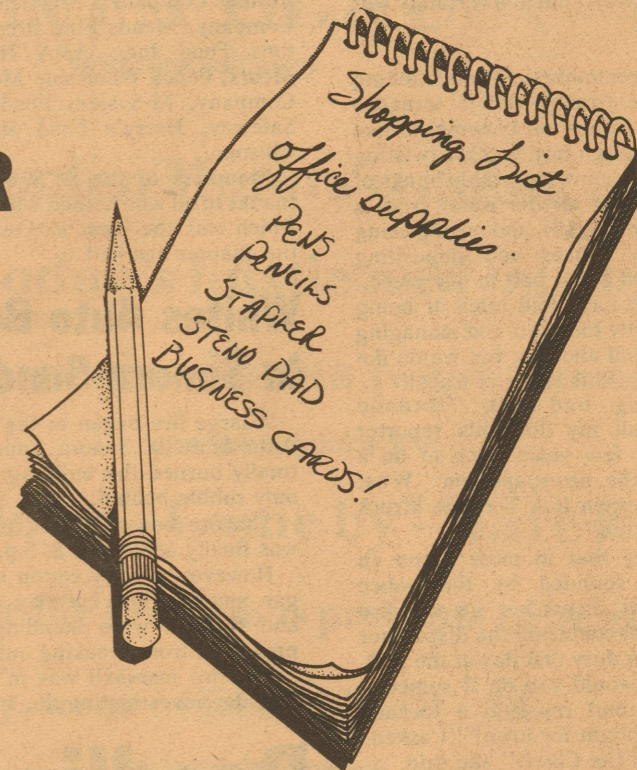 R
Shopping List
office supplies:
PENS
PENCILS
STAPLER
STENO PAD
BUSINESS CARDS!